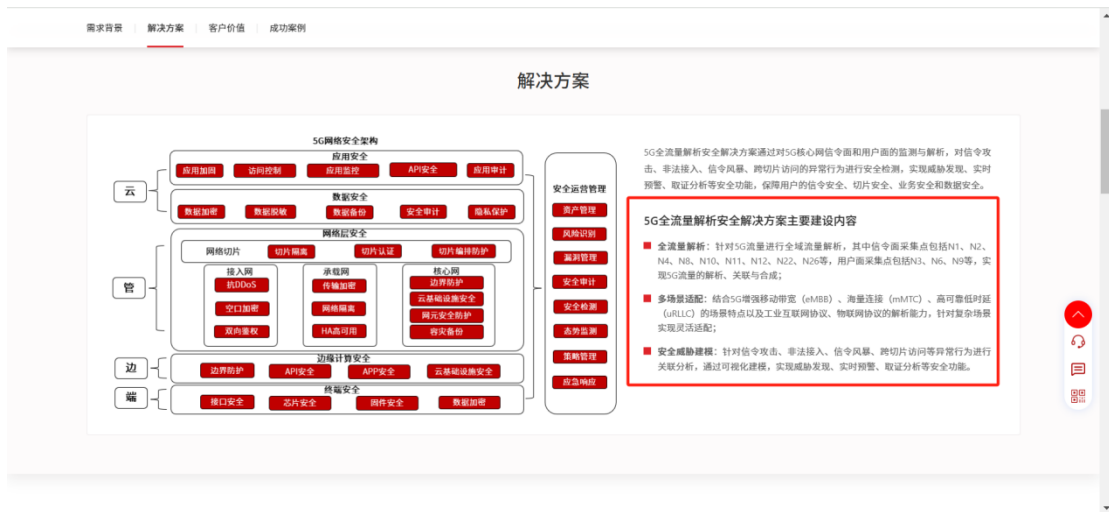 需求背景 解决方案 客户价值 成功案例
解决方案
5G网络安全架构
应用安全
应用加固 访问控制 应用监控 API安全 应用审计
云
数据安全
数据加密 数据脱敏 数据备份 安全审计 隐私保护
网络层安全
网络切片 切片隔离 切片认证 切片编排防护
管
接入网
抗DDoS
空口加密
双向鉴权
承载网
传输加密
网络隔离
HA高可用
核心网
边界防护
云基础设施安全
网元安全防护
容灾备份
边
边缘计算安全
边界防护 API安全 APP安全 云基础设施安全
端
终端安全
接口安全 芯片安全 固件安全 数据加密
安全运营管理
资产管理
风险识别
漏洞管理
安全审计
安全检测
态势监测
策略管理
应急响应
5G全流量解析安全解决方案通过对5G核心网信令面和用户面的监测与解析，对信令攻
击、非法接入、信令风暴、跨切片访问的异常行为进行安全检测，实现威胁发现、实时
预警、取证分析等安全功能，保障用户的信令安全、切片安全、业务安全和数据安全。
5G全流量解析安全解决方案主要建设内容
全流量解析：针对5G流量进行全域流量解析，其中信令面采集点包括N1、N2、
N4、N8、N10、N11、N12、N22、N26等，用户面采集点包括N3、N6、N9等，实
现5G流量的解析、关联与合成；
多场景适配：结合5G增强移动带宽（eMBB）、海量连接（mMTC）、高可靠低时延
（uRLLC）的场景特点以及工业互联网协议、物联网协议的解析能力，针对复杂场景
实现灵活适配；
安全威胁建模：针对信令攻击、非法接入、信令风暴、跨切片访问等异常行为进行
关联分析，通过可视化建模，实现威胁发现、实时预警、取证分析等安全功能。